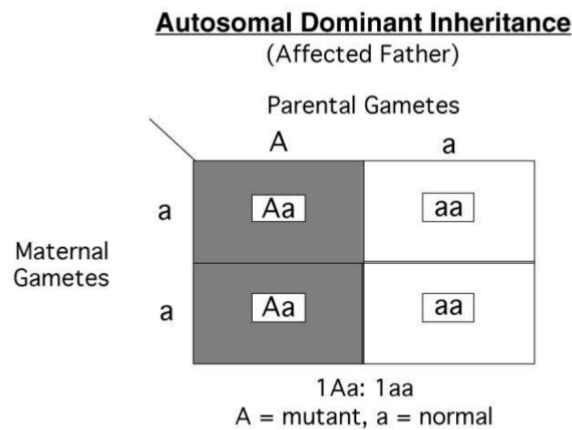 Autosomal Dominant Inheritance
(Affected Father)
Parental Gametes
A a
a Aa aa
Maternal
Gametes
a Aa aa
1Aa: 1aa
A = mutant, a = normal